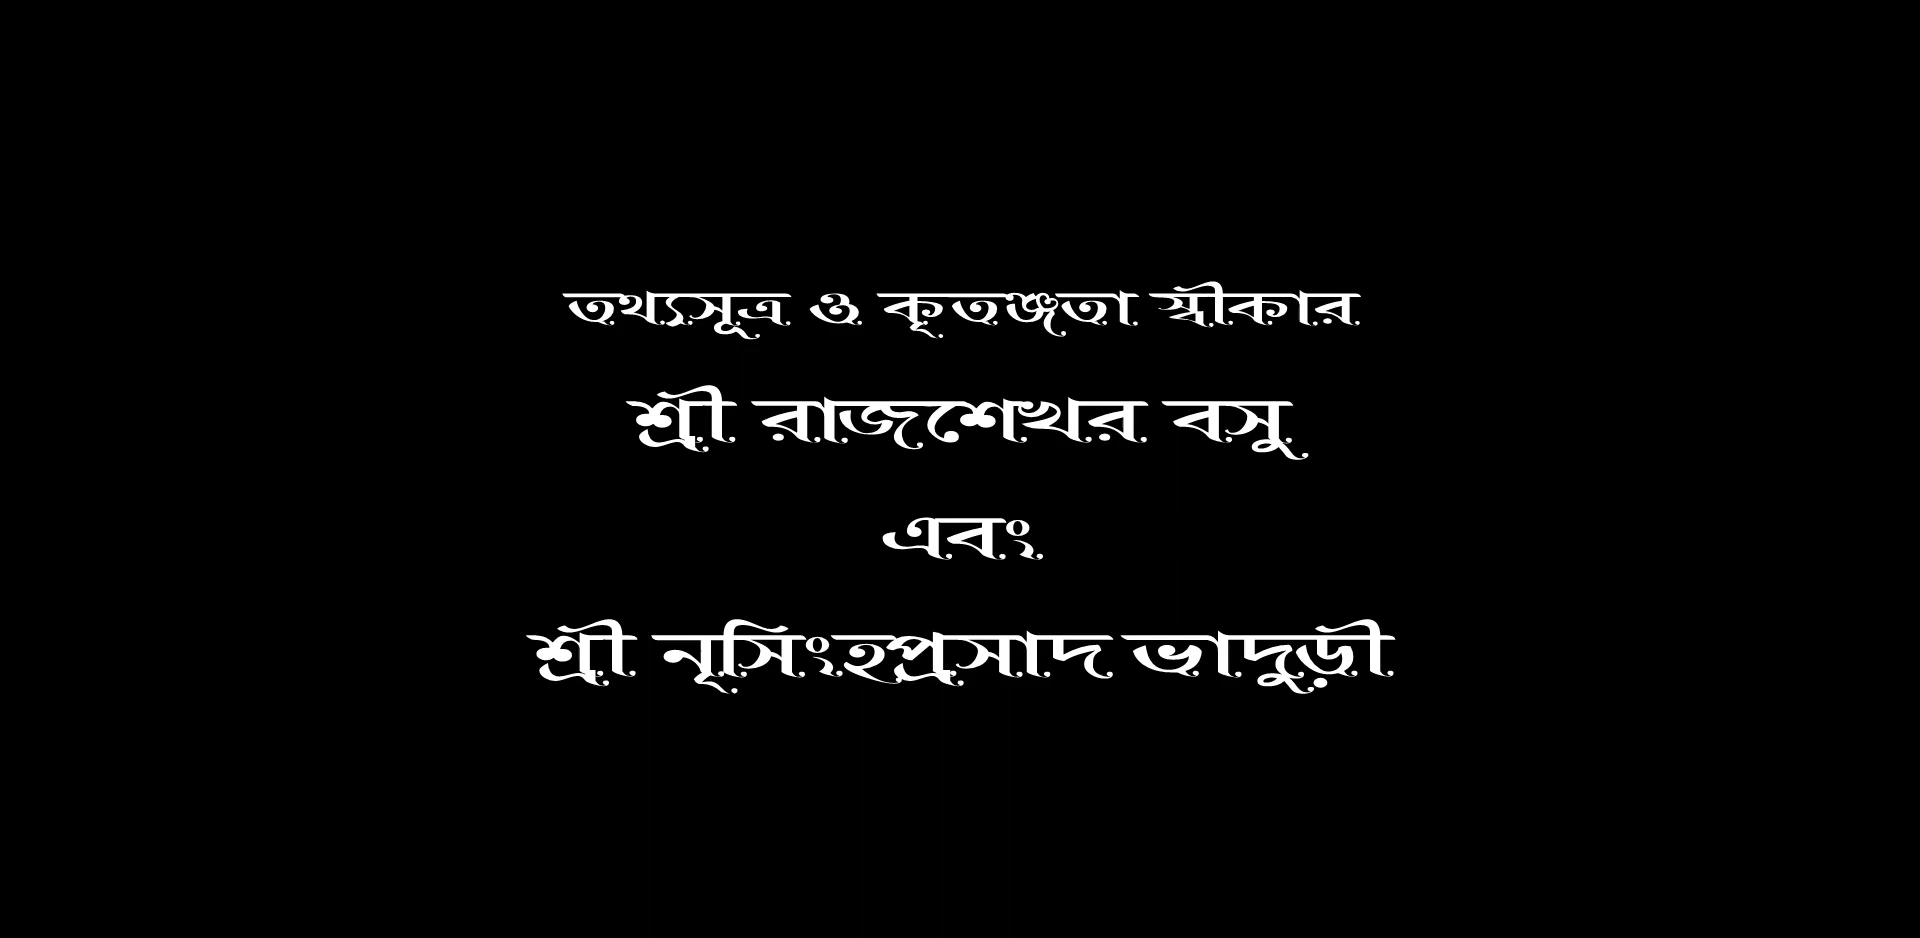 তথ্যসূত্র ও কৃতজ্ঞতা স্বীকার
শ্রী রাজশেখর বসু
এবং
শ্রী নৃসিংহপ্রসাদ ভাদুড়ী